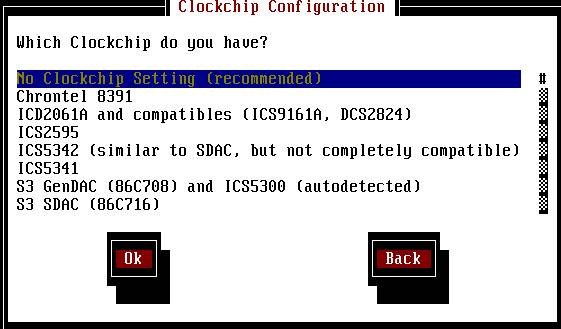 Clockchip Configuration
Which Clockchip do you have?
No Clockchip Setting (recommended)
Chrontel 8391
ICD2061A and compatibles (ICS9161A, DCS2824)
ICS2595
ICS5342 (similar to SDAC, but not completely compatible)
ICS5341
S3 GenDAC (86C708) and ICS5300 (autodetected)
S3 SDAC (86C716)
Ok Back